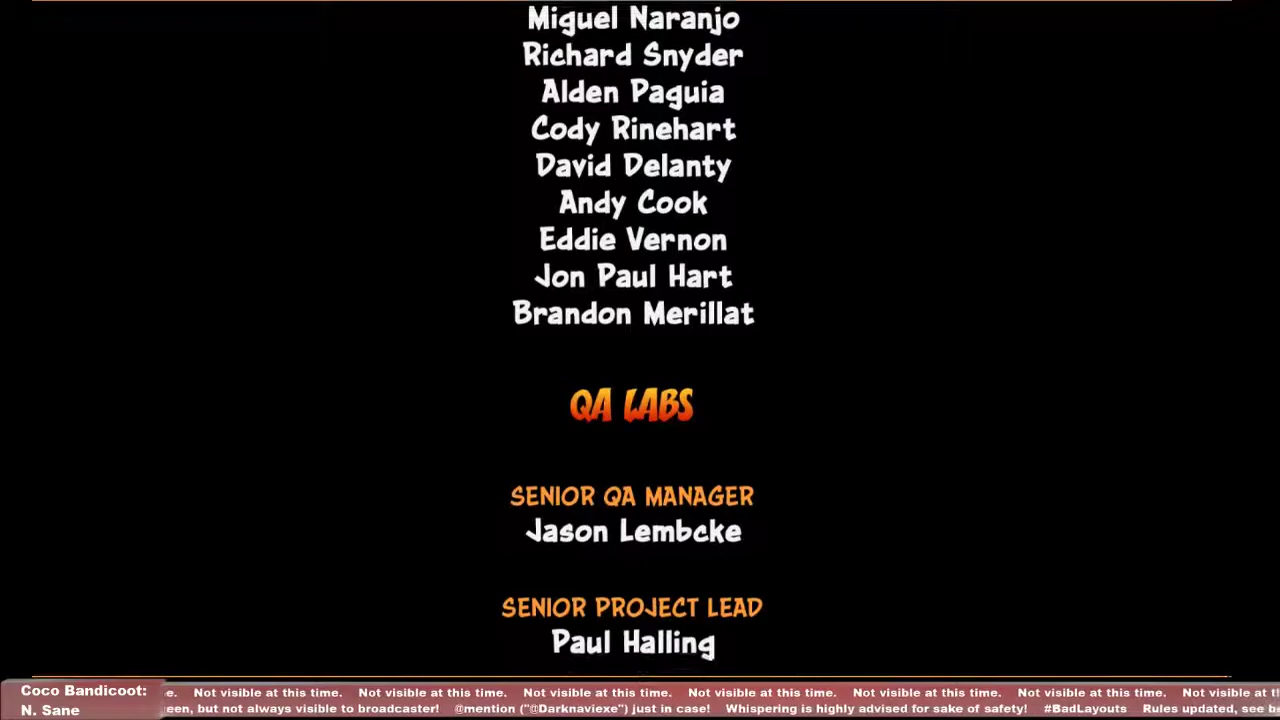 Miguel Naranjo
Richard Snyder
Alden Paguia
Cody Rinehart
David Delanty
Andy Cook
Eddie Vernon
Jon Paul Hart
Brandon Merillat
QA LABS
SENIOR QA MANAGER
Jason Lembcke
SENIOR PROJECT LEAD
Paul Halling
Coco Bandicoot:
N. Sane
e. Not visible at this time. Not visible at this time. Not visible at this time. Not visible at this time. Not visible at this time. Not visible at this time. Not visible at t
een, but not always visible to broadcaster! @mention ("@Darknaviexe") just in case! Whispering is highly advised for sake of safety! #BadLayouts Rules updated, see b